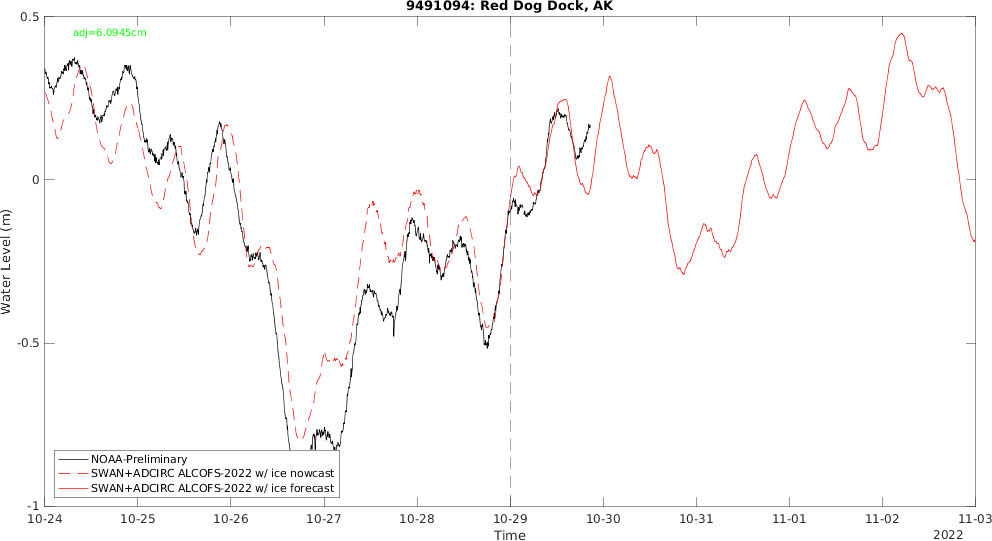 9491094: Red Dog Dock, AK
adj=6.0945cm
0.5
0
-0.5
-1
Water Level (m)
NOAA-Preliminary
SWAN+ADCIRC ALCOFS-2022 w/ ice nowcast
SWAN+ADCIRC ALCOFS-2022 w/ ice forecast
10-24 10-25 10-26 10-27 10-28 10-29 10-30 10-31 11-01 11-02 11-03
Time
2022